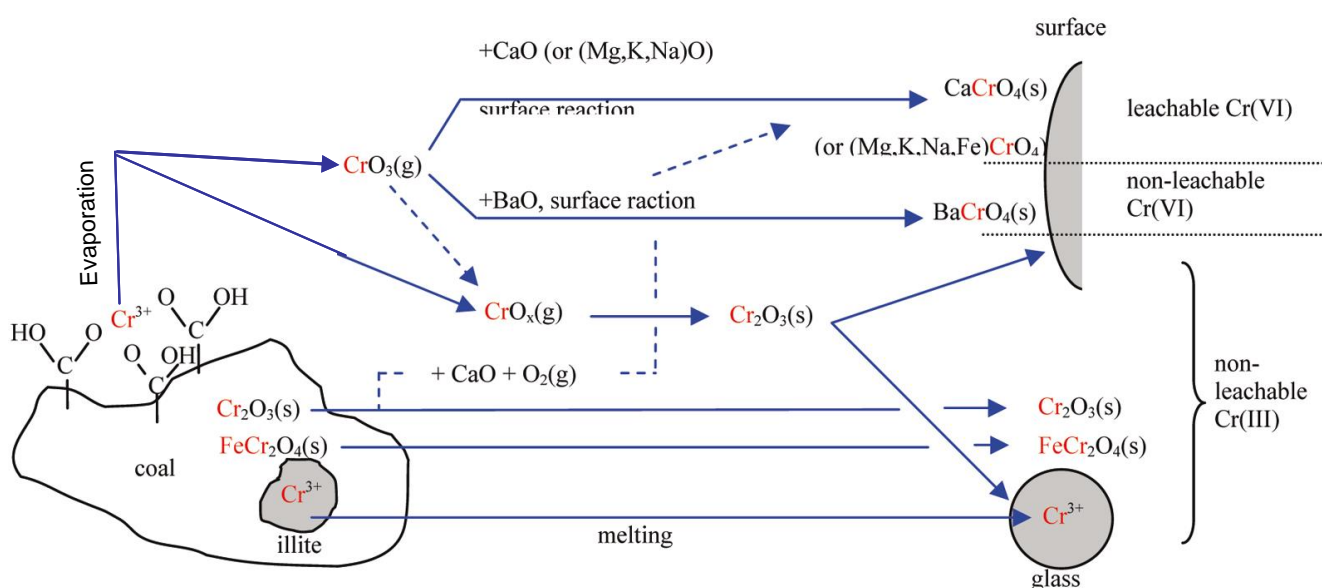 surface
+CaO (or (Mg,K,Na)O)
CaCrO₄(s)
surface reaction
leachable Cr(VI)
(or (Mg,K,Na,Fe)CrO₄)
CrO₃(g)
non-leachable
Cr(VI)
+BaO, surface raction
BaCrO₄(s)
Evaporation
Cr³⁺
O
OH
C
HO
O
C
O
OH
C
CrOₓ(g)
Cr₂O₃(s)
+ CaO + O₂(g)
non-
leachable
Cr(III)
Cr₂O₃(s)
Cr₂O₃(s)
FeCr₂O₄(s)
FeCr₂O₄(s)
coal
Cr³⁺
Cr³⁺
illite
melting
glass